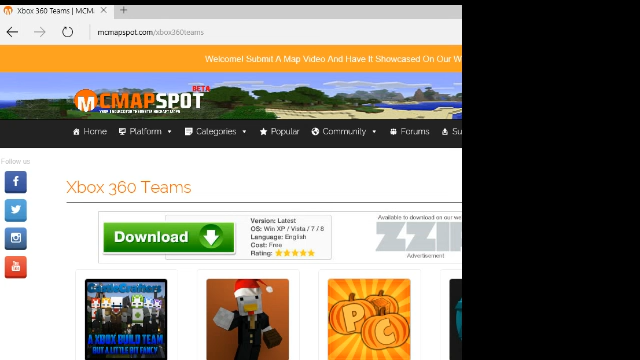 Xbox 360 Teams | MCMA
mcmapspot.com/xbox360teams
Welcome! Submit A Map Video And Have It Showcased On Our W
MCMAPSPOT
BETA
Home
Platform
Categories
Popular
Community
Forums
Su
Follow us
Xbox 360 Teams
Download
Version: Latest
OS: Win XP / Vista / 7 / 8
Language: English
Cost: Free
Rating:
Available to download on our we
ZZIP
Advertisement
A XBOX BUILD TEAM
BUT A LITTLE BIT FANCY
P C